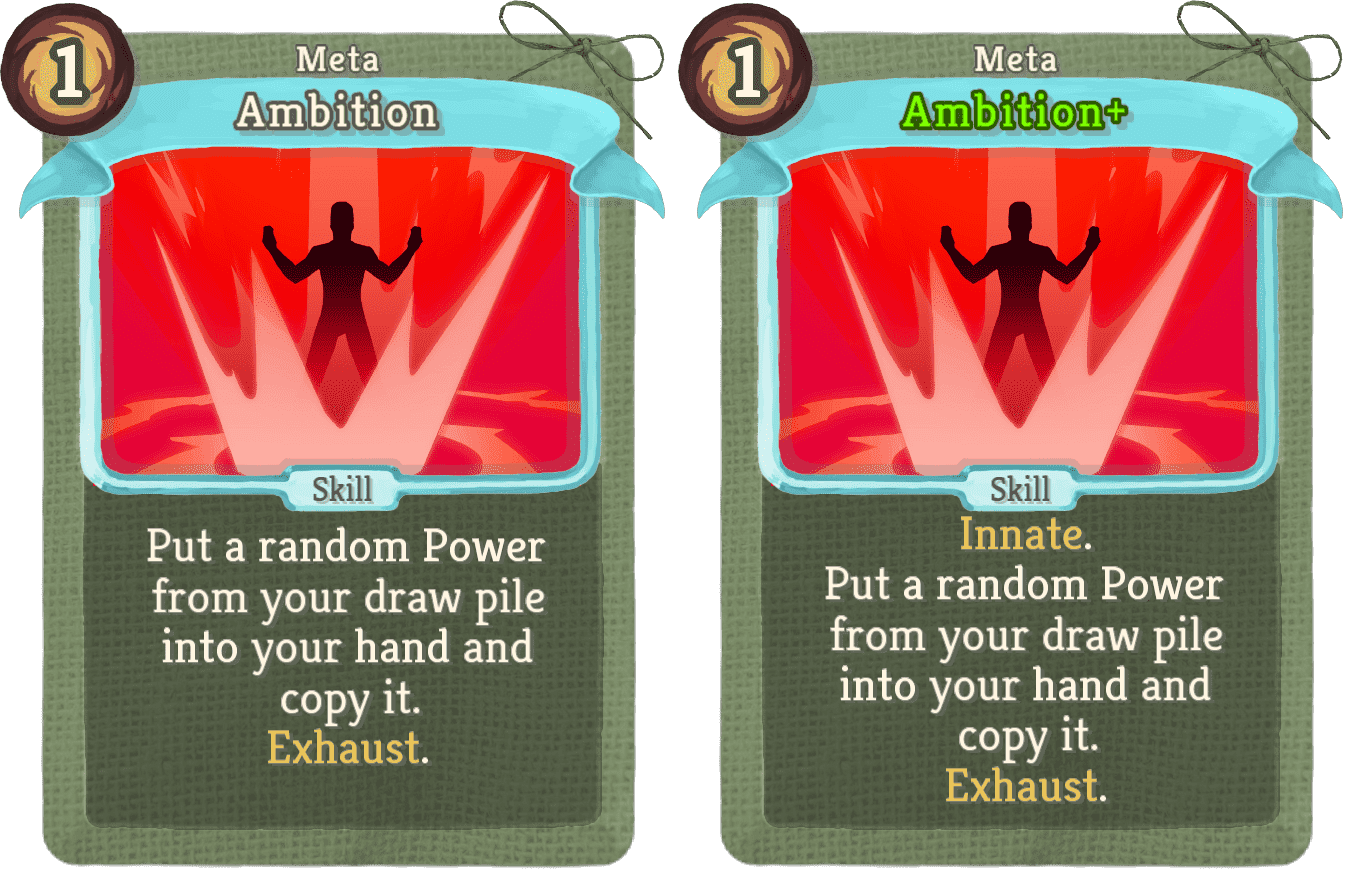 1
Meta
Ambition
Skill
Put a random Power
from your draw pile
into your hand and
copy it.
Exhaust.
1
Meta
Ambition+
Skill
Innate.
Put a random Power
from your draw pile
into your hand and
copy it.
Exhaust.